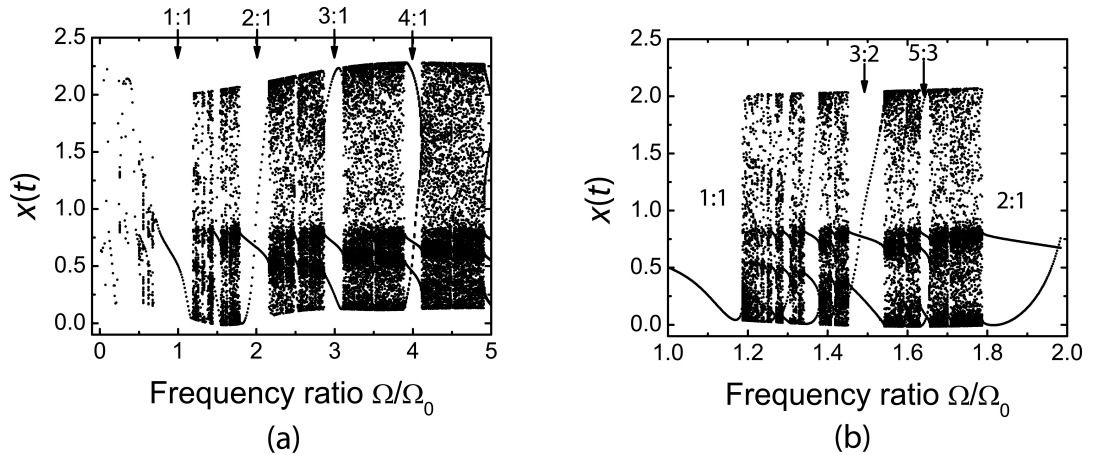 1:1 2:1 3:1 4:1
2.5
2.0
1.5
1.0
0.5
0.0
x(t)
0 1 2 3 4 5
Frequency ratio Ω/Ω₀
(a)
2.5
2.0
1.5
1.0
0.5
0.0
x(t)
3:2 5:3
1:1 2:1
1.0 1.2 1.4 1.6 1.8 2.0
Frequency ratio Ω/Ω₀
(b)